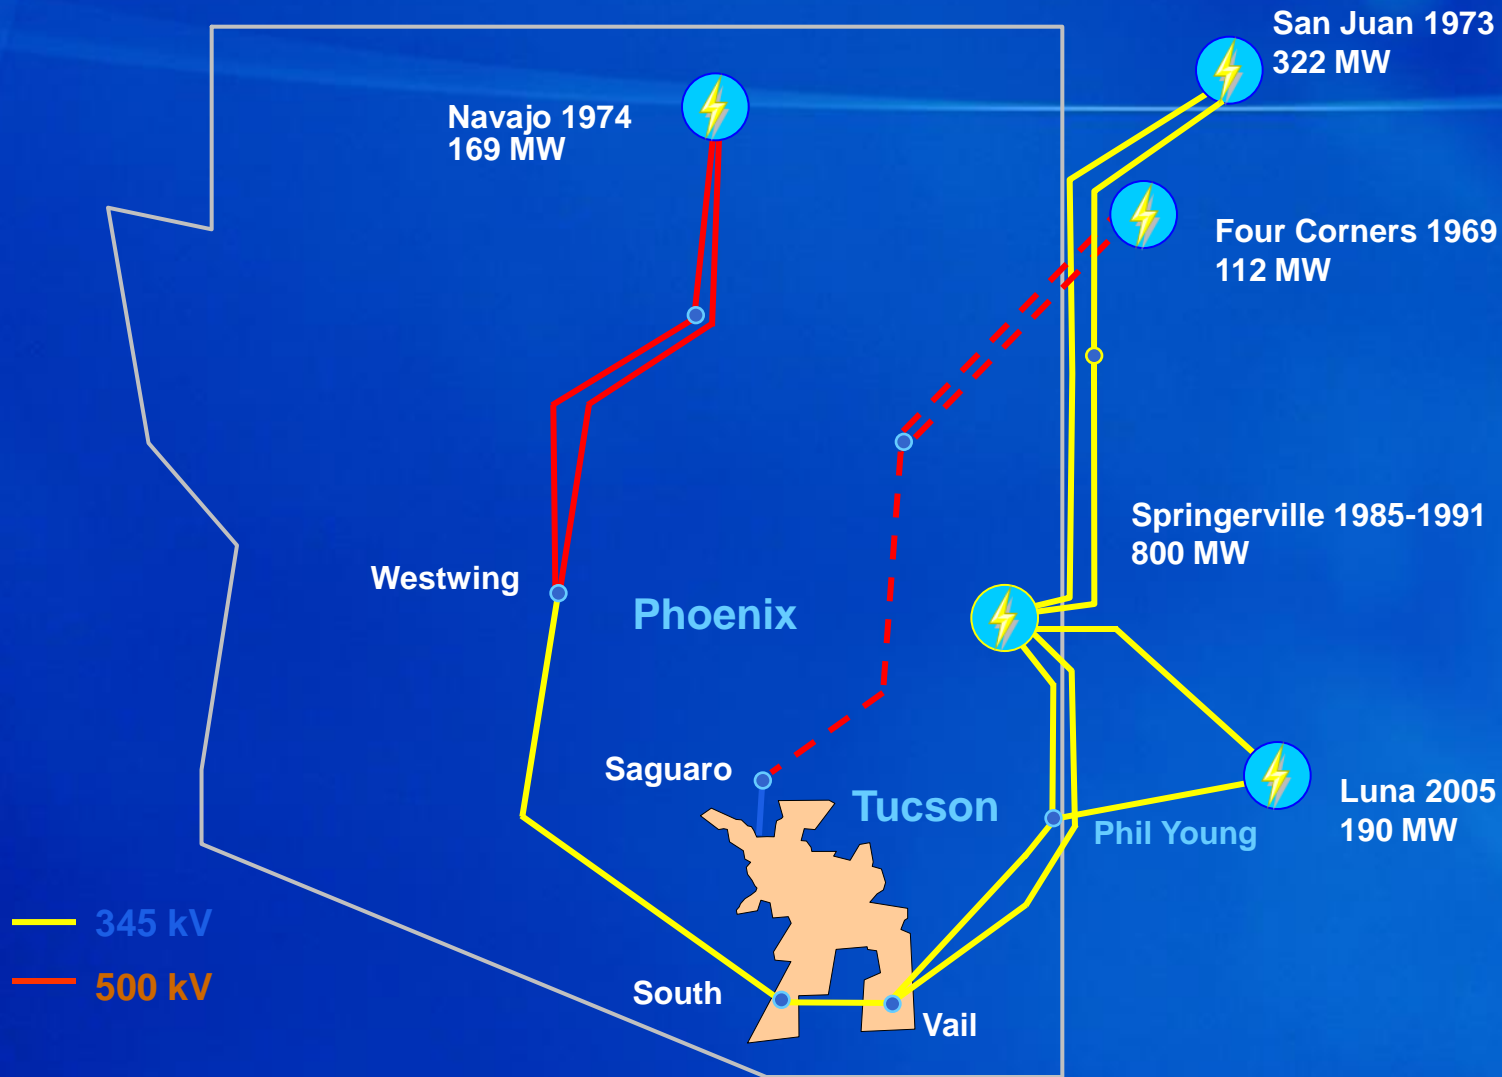 San Juan 1973
322 MW
Navajo 1974
169 MW
Four Corners 1969
112 MW
Springerville 1985-1991
800 MW
Westwing
Phoenix
Saguaro
Tucson
Luna 2005
190 MW
Phil Young
345 kV
500 kV
South
Vail